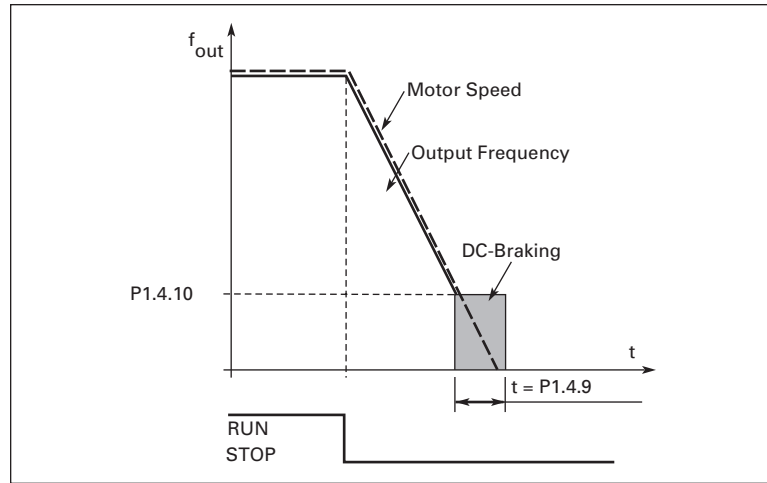 f
out
Motor Speed
Output Frequency
DC-Braking
P1.4.10
t
t = P1.4.9
RUN
STOP